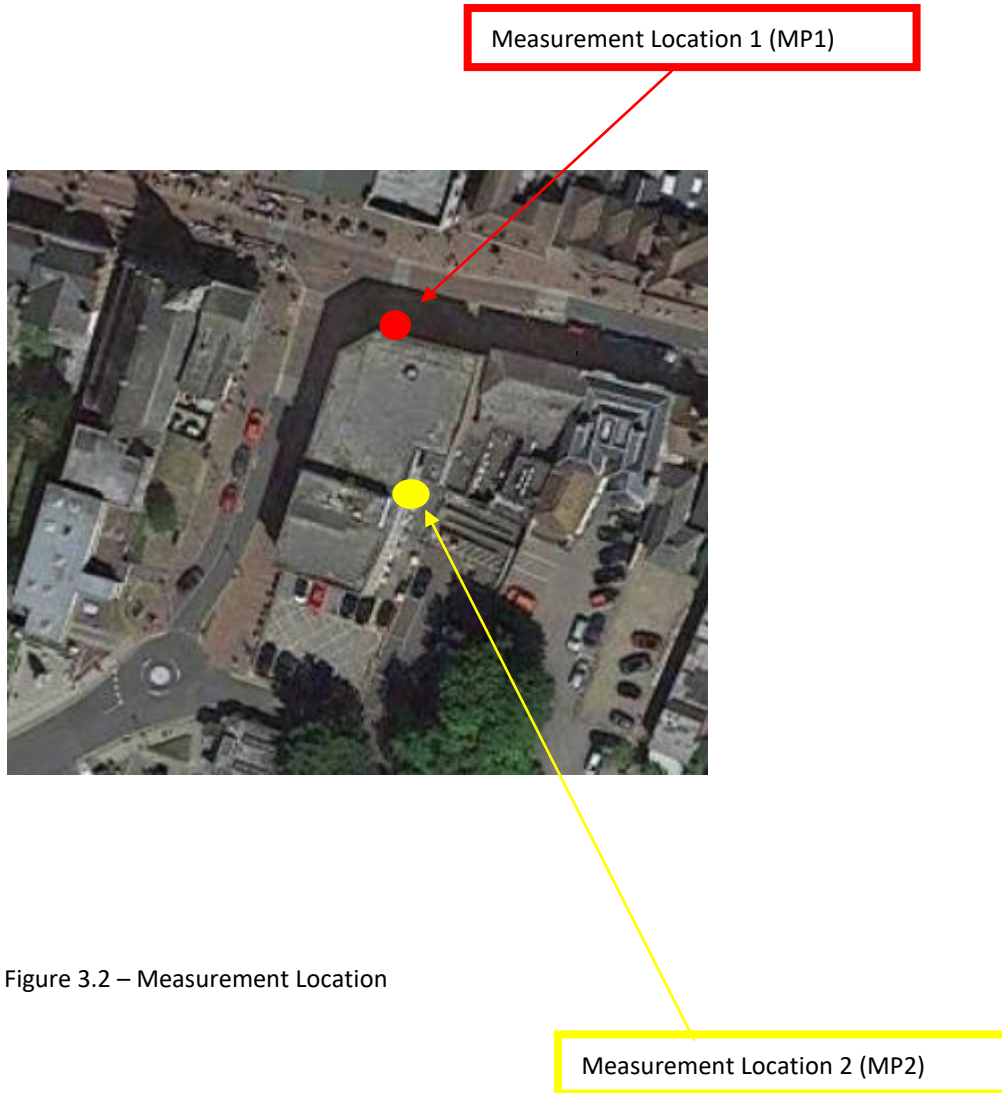 Measurement Location 1 (MP1)
Figure 3.2 – Measurement Location
Measurement Location 2 (MP2)